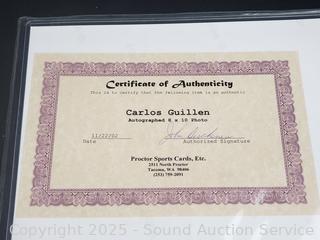 Certificate of Authenticity
This is to certify that the following item is an authentic
Carlos Guillen
Autographed 8 x 10 Photo
11/22/02
Date Authorized Signature
Proctor Sports Cards, Etc.
2511 North Proctor
Tacoma, WA 98406
(253) 759-2091
Copyright 2025 - Sound Auction Service